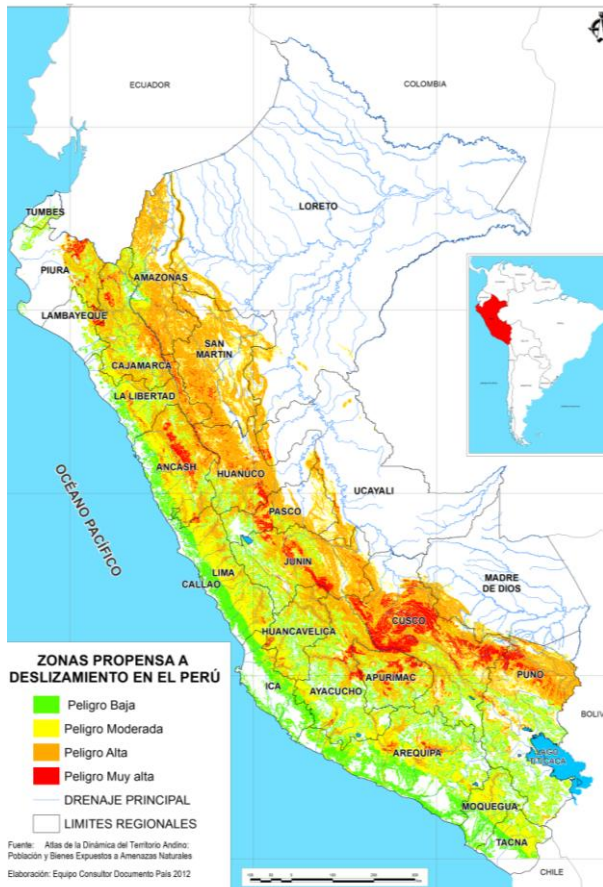 ECUADOR
COLOMBIA
TUMBES
LORETO
PIURA
AMAZONAS
LAMBAYEQUE
SAN
MARTIN
CAJAMARCA
LA LIBERTAD
ANCASH
HUANUCO
UCAYALI
PASCO
OCÉANO PACÍFICO
JUNIN
LIMA
CALLAO
MADRE
DE DIOS
CUSCO
HUANCAVELICA
ICA
AYACUCHO
APURIMAC
PUNO
AREQUIPA
MOQUEGUA
TACNA
CHILE
ZONAS PROPENSA A
DESLIZAMIENTO EN EL PERÚ
Peligro Baja
Peligro Moderada
Peligro Alta
Peligro Muy alta
DRENAJE PRINCIPAL
LIMITES REGIONALES
Fuente: Atlas de la Dinámica del Territorio Andino:
Población y Bienes Expuestos a Amenazas Naturales
Elaboración: Equipo Consultor Documento País 2012